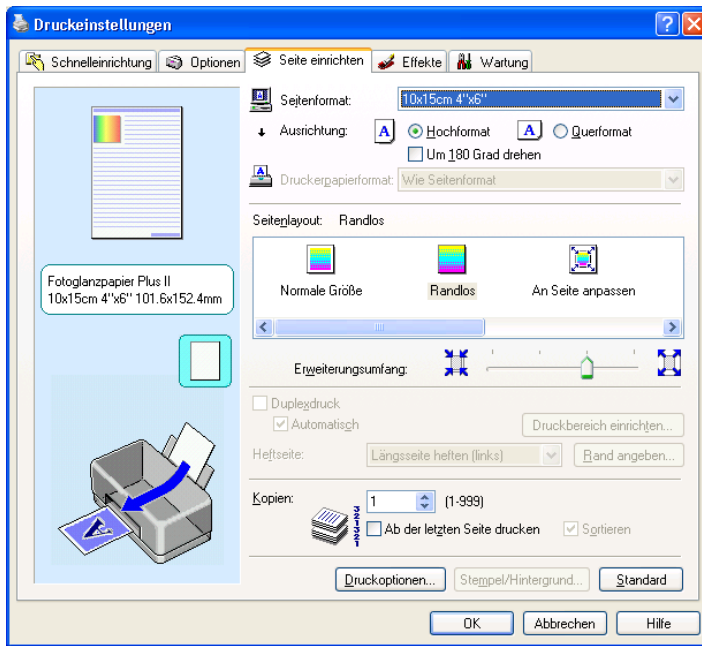 Druckeinstellungen
Schnelleinrichtung Optionen Seite einrichten Effekte Wartung
Seitenformat: 10x15cm 4"x6"
Ausrichtung: A Hochformat A Querformat
Um 180 Grad drehen
Druckerpapierformat: Wie Seitenformat
Seitenlayout: Randlos
Normale Größe Randlos An Seite anpassen
Fotoglanzpapier Plus II
10x15cm 4"x6" 101.6x152.4mm
Erweiterungsumfang:
Duplexdruck
Automatisch Druckbereich einrichten...
Heftseite: Längsseite heften (links) Rand angeben...
Kopien: 1 (1-999)
321321 Ab der letzten Seite drucken Sortieren
Druckoptionen... Stempel/Hintergrund... Standard
OK Abbrechen Hilfe